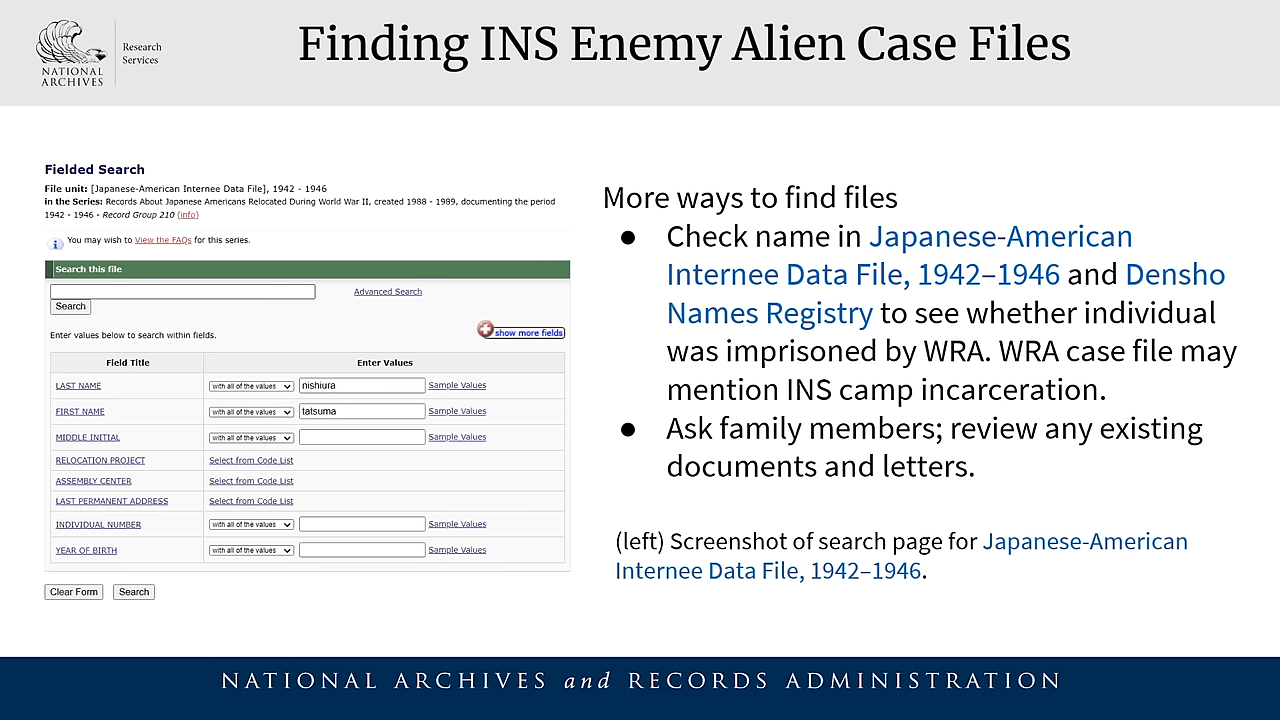 NATIONAL
ARCHIVES
Research
Services
Finding INS Enemy Alien Case Files
Fielded Search
File unit: [Japanese-American Internee Data File], 1942 - 1946
in the Series: Records About Japanese Americans Relocated During World War II, created 1988 - 1989, documenting the period
1942 - 1946 - Record Group 210 (info)
You may wish to View the FAQs for this series.
Search this file
Advanced Search
Search
Enter values below to search within fields.
show more fields
Field Title Enter Values
LAST NAME with all of the values nishiura Sample Values
FIRST NAME with all of the values tatsuma Sample Values
MIDDLE INITIAL with all of the values Sample Values
RELOCATION PROJECT Select from Code List
ASSEMBLY CENTER Select from Code List
LAST PERMANENT ADDRESS Select from Code List
INDIVIDUAL NUMBER with all of the values Sample Values
YEAR OF BIRTH with all of the values Sample Values
Clear Form Search
More ways to find files
● Check name in Japanese-American
Internee Data File, 1942–1946 and Densho
Names Registry to see whether individual
was imprisoned by WRA. WRA case file may
mention INS camp incarceration.
● Ask family members; review any existing
documents and letters.
(left) Screenshot of search page for Japanese-American
Internee Data File, 1942–1946.
NATIONAL ARCHIVES and RECORDS ADMINISTRATION